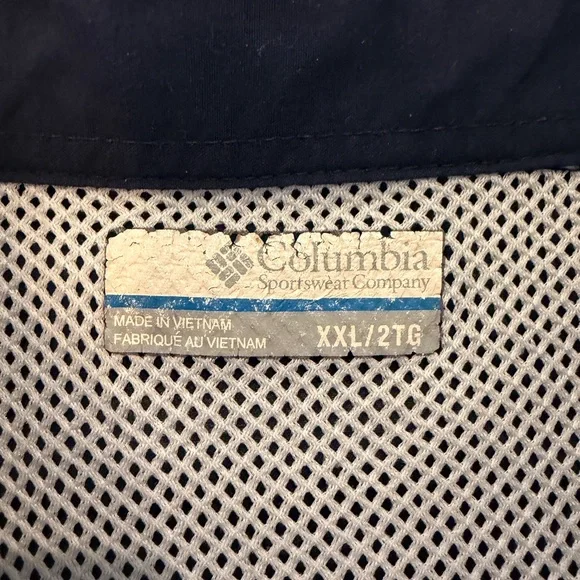 Columbia
Sportswear Company
MADE IN VIETNAM
FABRIQUÉ AU VIETNAM
XXL/2TG